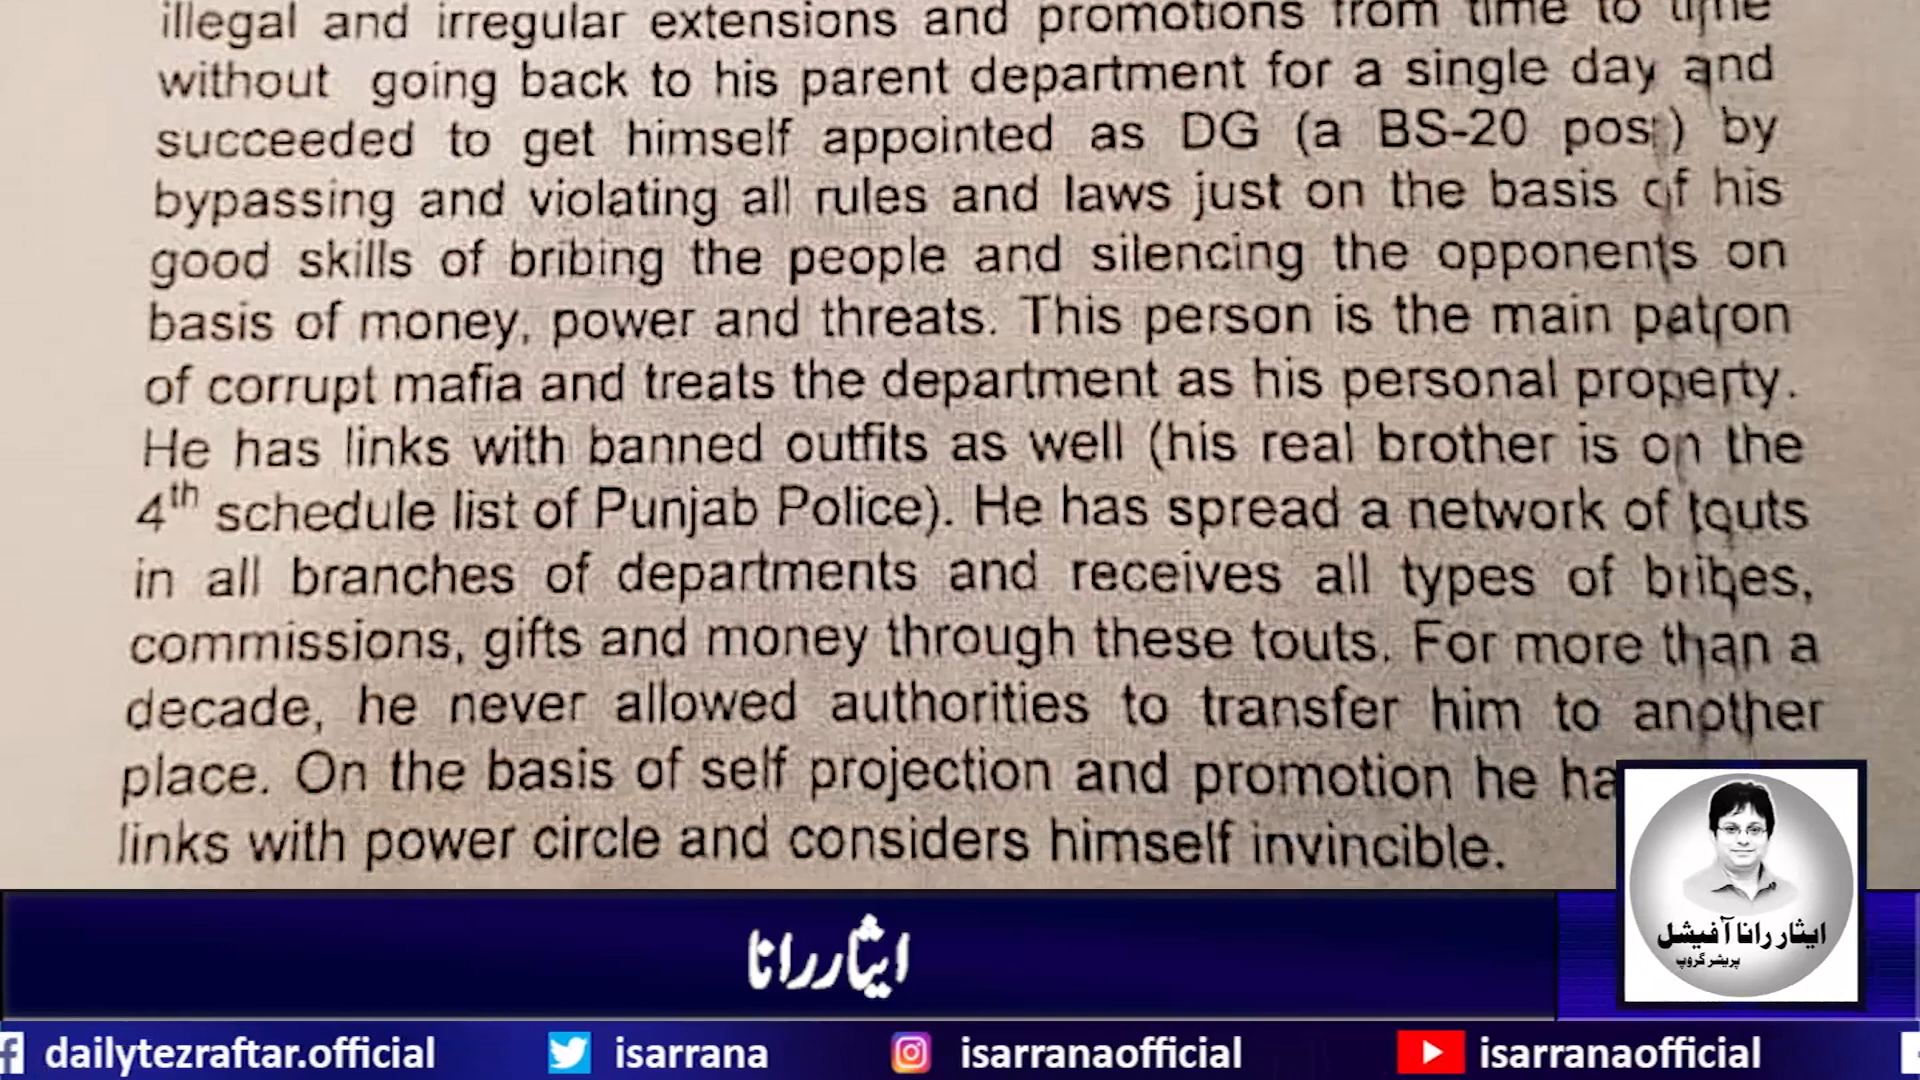 illegal and irregular extensions and promotions from time to time
without going back to his parent department for a single day and
succeeded to get himself appointed as DG (a BS-20 post) by
bypassing and violating all rules and laws just on the basis of his
good skills of bribing the people and silencing the opponents on
basis of money, power and threats. This person is the main patron
of corrupt mafia and treats the department as his personal property.
He has links with banned outfits as well (his real brother is on the
4th schedule list of Punjab Police). He has spread a network of touts
in all branches of departments and receives all types of bribes,
commissions, gifts and money through these touts. For more than a
decade, he never allowed authorities to transfer him to another
place. On the basis of self projection and promotion he
links with power circle and considers himself invincible.
ایثار رانا آفیشل
پریشر گروپ
ایثار رانا
dailytezraftar.official isarrana isarranaofficial isarranaofficial